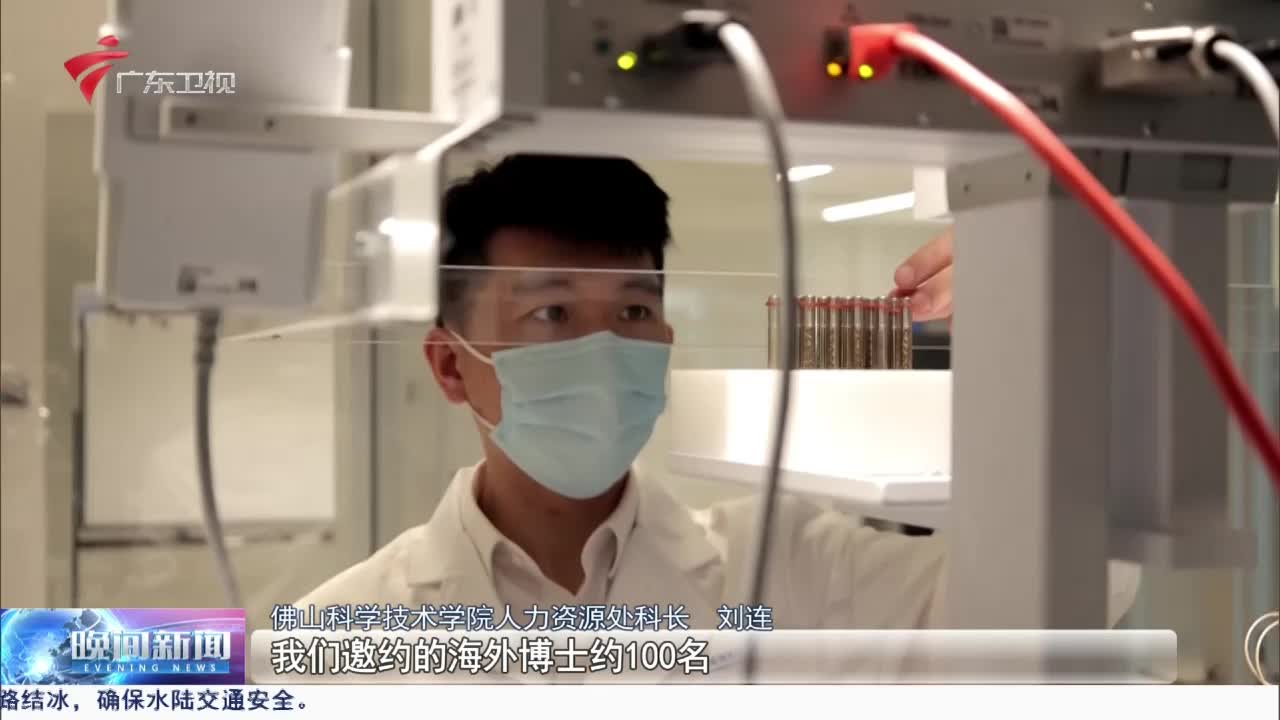 广东卫视
佛山科学技术学院人力资源处科长 刘连
我们邀约的海外博士约100名
晚间新闻
EVENING NEWS
路结冰，确保水陆交通安全。